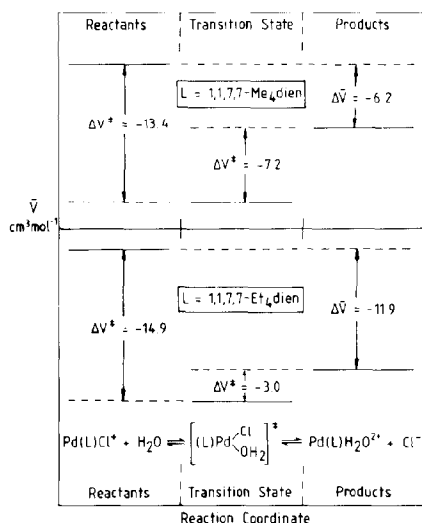 Reactants Transition State Products
L = 1,1,7,7-Me₄dien
ΔV̄ = -6.2
ΔV‡ = -13.4
ΔV‡ = -7.2
V̄
cm³mol⁻¹
L = 1,1,7,7-Et₄dien
ΔV̄ = -11.9
ΔV‡ = -14.9
ΔV‡ = -3.0
Pd(L)Cl⁺ + H₂O ⇌ [(L)Pd Cl OH₂]‡ ⇌ Pd(L)H₂O²⁺ + Cl⁻
Reactants Transition State Products
Reaction Coordinate